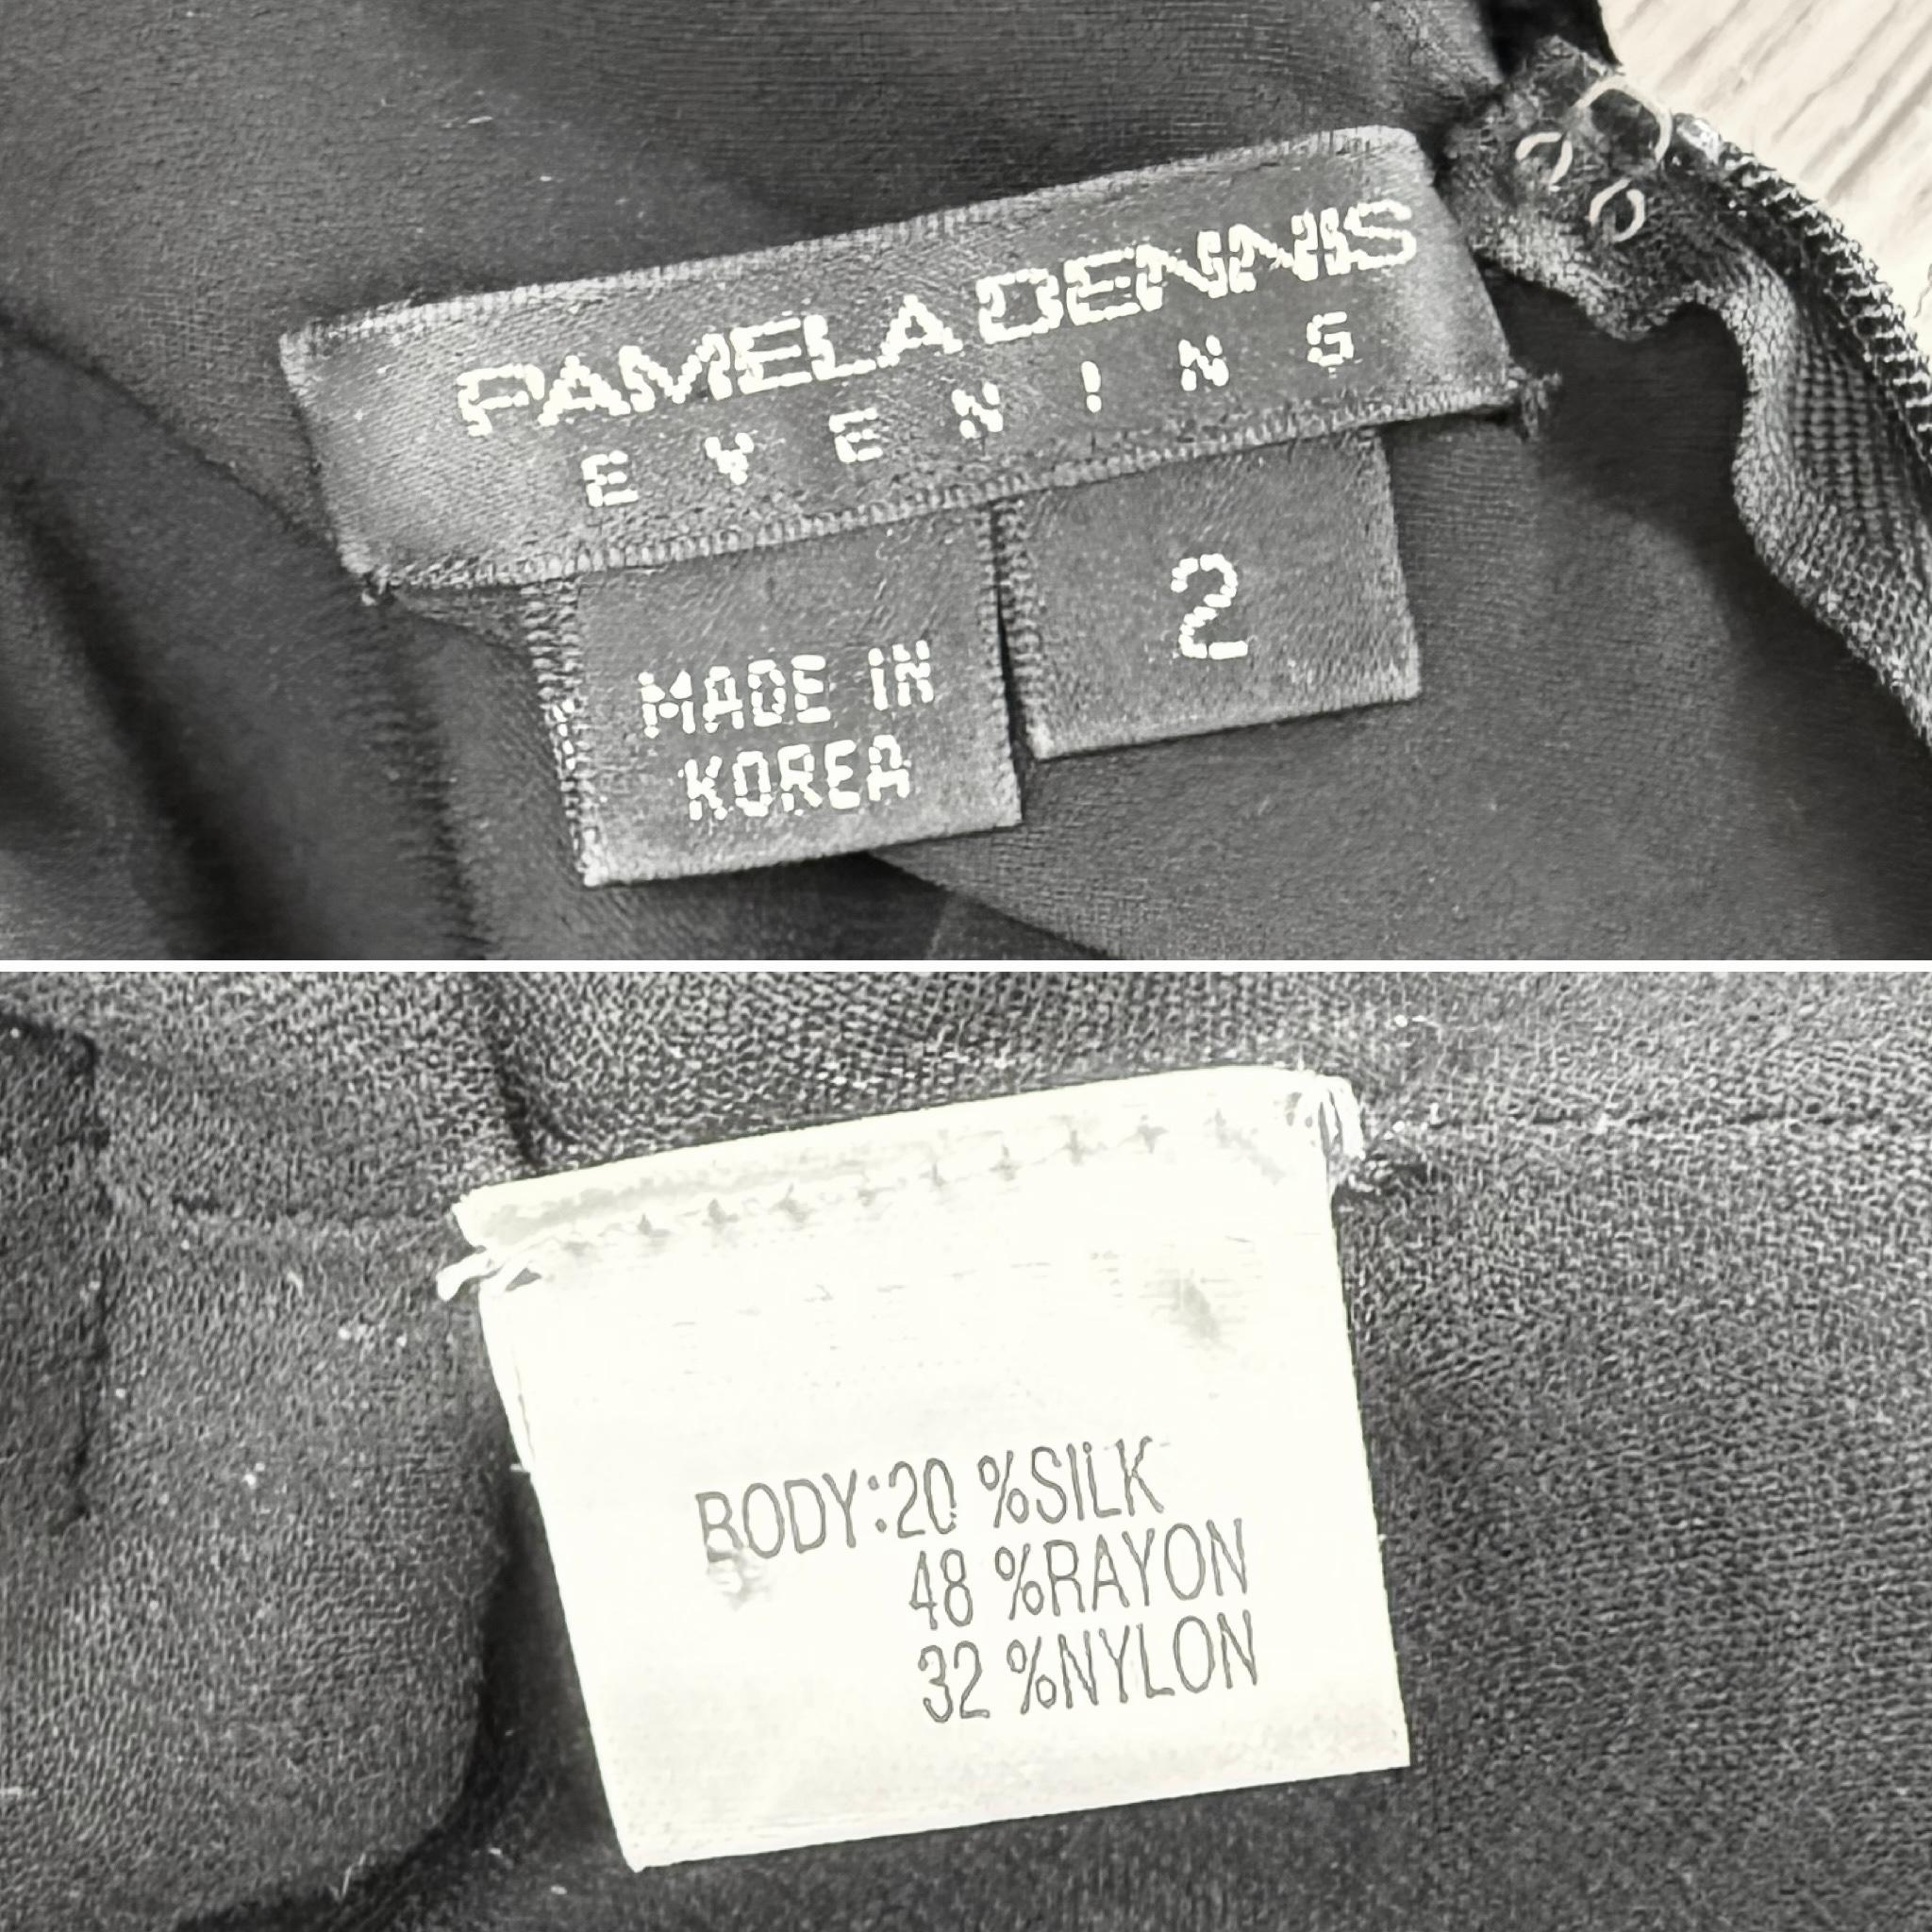 PAMELA DENNIS
EVENING
MADE IN
KOREA
2
BODY:20 %SILK
48 %RAYON
32 %NYLON